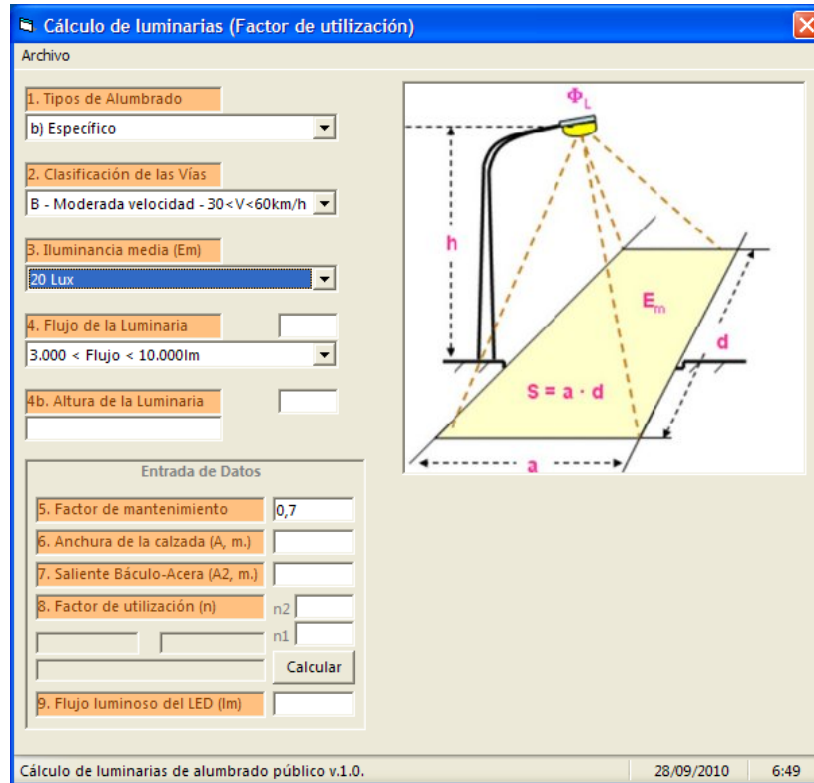 Cálculo de luminarias (Factor de utilización)
Archivo
1. Tipos de Alumbrado
b) Específico
2. Clasificación de las Vías
B - Moderada velocidad - 30<V<60km/h
3. Iluminancia media (Em)
20 Lux
4. Flujo de la Luminaria
3.000 < Flujo < 10.000lm
4b. Altura de la Luminaria
Entrada de Datos
5. Factor de mantenimiento
0,7
6. Anchura de la calzada (A, m.)
7. Saliente Báculo-Acera (A2, m.)
8. Factor de utilización (n)
n2
n1
Calcular
9. Flujo luminoso del LED (lm)
ΦL
h
Em
d
S = a · d
a
Cálculo de luminarias de alumbrado público v.1.0.
28/09/2010
6:49